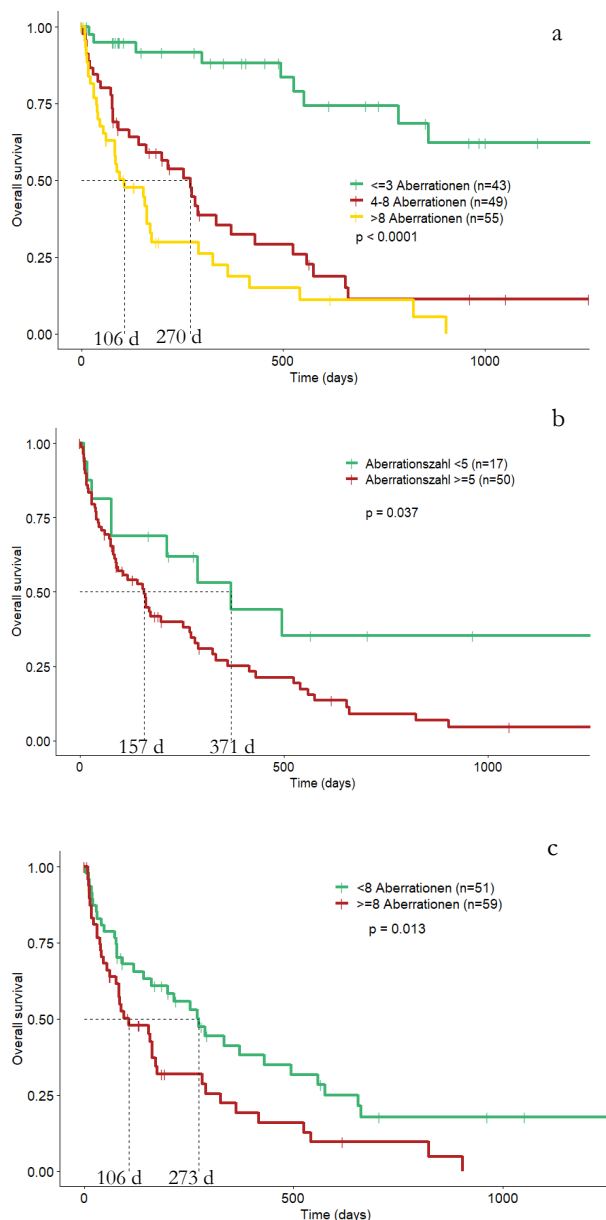 a
1.00
0.75
0.50
0.25
0.00
Overall survival
<=3 Aberrationen (n=43)
4-8 Aberrationen (n=49)
>8 Aberrationen (n=55)
p < 0.0001
106 d
270 d
0
500
1000
Time (days)
b
1.00
0.75
0.50
0.25
0.00
Overall survival
Aberrationszahl <5 (n=17)
Aberrationszahl >=5 (n=50)
p = 0.037
157 d
371 d
0
500
1000
Time (days)
c
1.00
0.75
0.50
0.25
0.00
Overall survival
<8 Aberrationen (n=51)
>=8 Aberrationen (n=59)
p = 0.013
106 d
273 d
0
500
1000
Time (days)